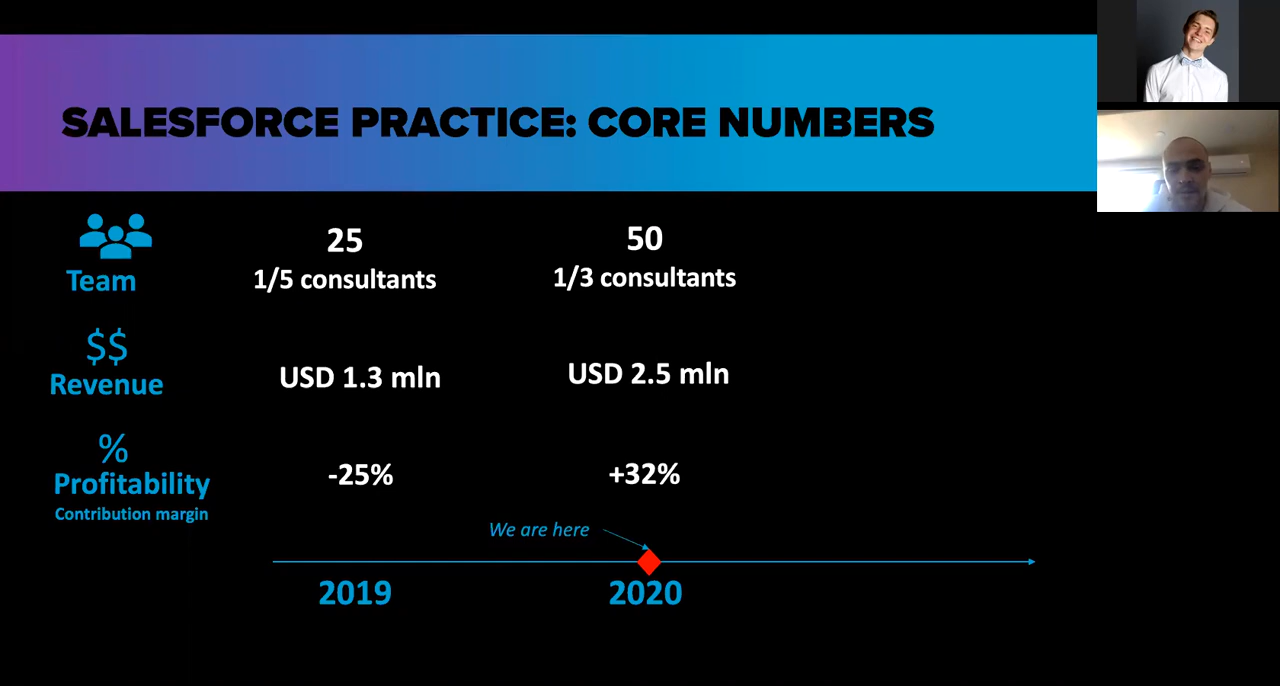 SALESFORCE PRACTICE: CORE NUMBERS
Team
25
1/5 consultants
50
1/3 consultants
$$
Revenue
USD 1.3 mln
USD 2.5 mln
%
Profitability
Contribution margin
-25%
+32%
We are here
2019
2020